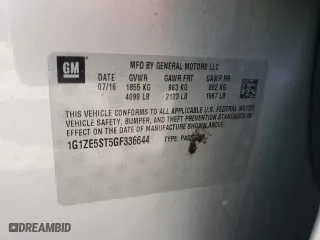 GM
MFD BY GENERAL MOTORS LLC
07/16 GVWR GAWR FRT GAWR RR
1855 KG 963 KG 892 KG
4090 LB 2123 LB 1967 LB
THIS VEHICLE CONFORMS TO ALL APPLICABLE U.S. FEDERAL MOTOR
VEHICLE SAFETY, BUMPER, AND THEFT PREVENTION STANDARDS
IN EFFECT ON THE DATE OF MANUFACTURE SHOWN ABOVE.
1G1ZE5ST5GF336644 TYPE: PASS CAR
© AUTOBIDMASTER.COM